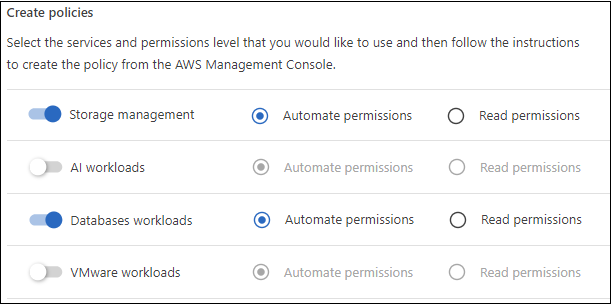 Create policies
Select the services and permissions level that you would like to use and then follow the instructions
to create the policy from the AWS Management Console.
Storage management Automate permissions Read permissions
AI workloads Automate permissions Read permissions
Databases workloads Automate permissions Read permissions
VMware workloads Automate permissions Read permissions